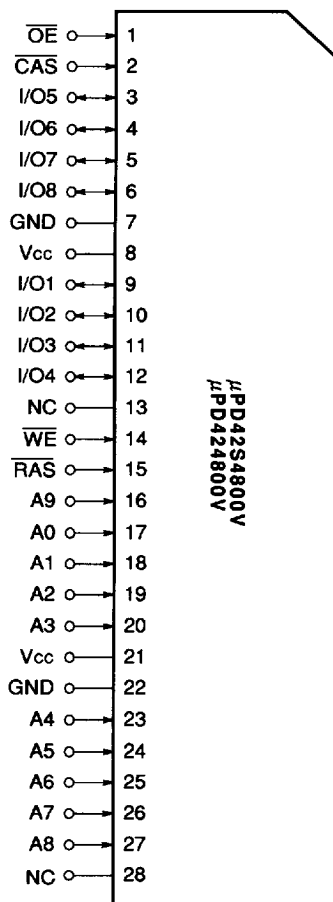 OE 1
CAS 2
I/O5 3
I/O6 4
I/O7 5
I/O8 6
GND 7
Vcc 8
I/O1 9
I/O2 10
I/O3 11
I/O4 12
NC 13
WE 14
RAS 15
A9 16
A0 17
A1 18
A2 19
A3 20
Vcc 21
GND 22
A4 23
A5 24
A6 25
A7 26
A8 27
NC 28
μPD42S4800V
μPD424800V